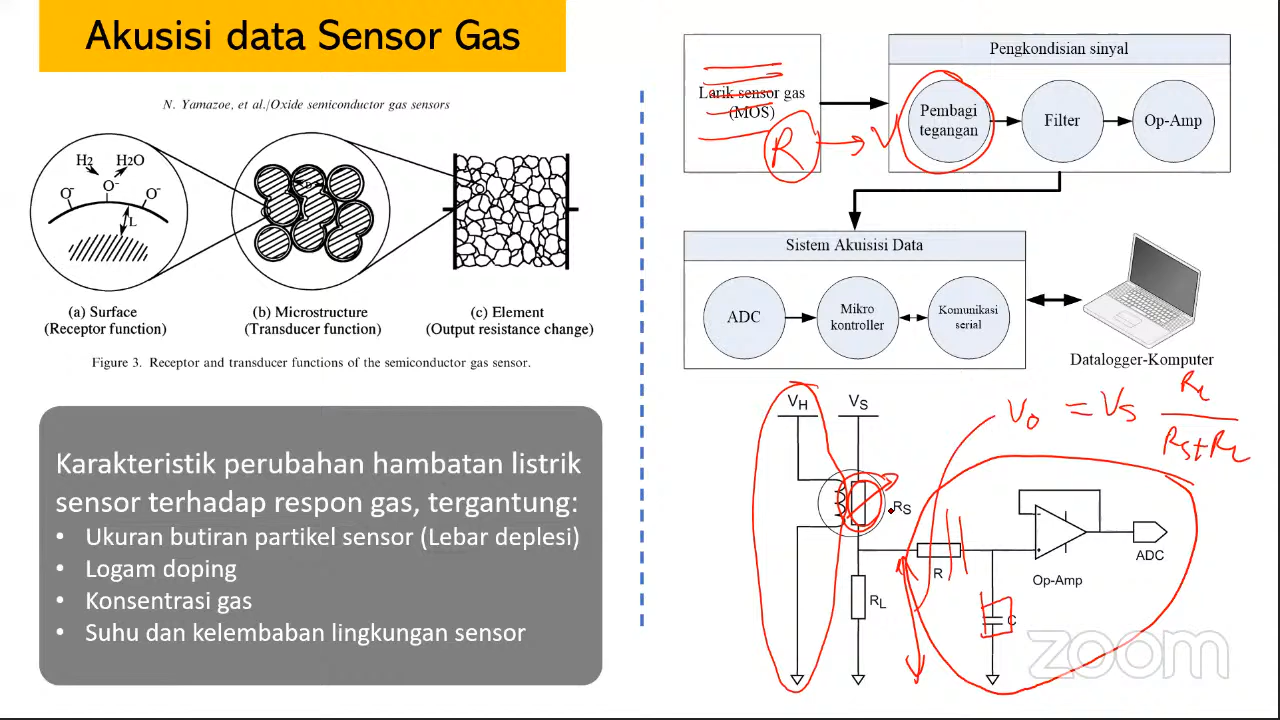 Akusisi data Sensor Gas
N. Yamazoe, et al./Oxide semiconductor gas sensors
H2 H2O
O- O- O-
L
D
(a) Surface
(Receptor function)
(b) Microstructure
(Transducer function)
(c) Element
(Output resistance change)
Figure 3. Receptor and transducer functions of the semiconductor gas sensor.
Karakteristik perubahan hambatan listrik
sensor terhadap respon gas, tergantung:
• Ukuran butiran partikel sensor (Lebar deplesi)
• Logam doping
• Konsentrasi gas
• Suhu dan kelembaban lingkungan sensor
Larik sensor gas
(MOS)
R → V
Pengkondisian sinyal
Pembagi
tegangan
Filter
Op-Amp
Sistem Akuisisi Data
ADC
Mikro
kontroller
Komunikasi
serial
Datalogger-Komputer
VH
VS
Vo = Vs RL
Rs+RL
RS
R
RL
C
-
+
Op-Amp
ADC
zoom